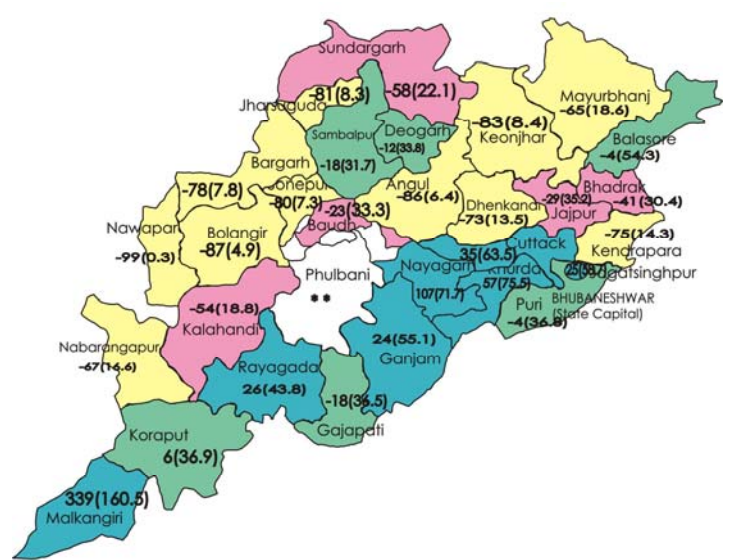 Sundargarh
-58(22.1)
-81(8.3)
Jharsuguda
Mayurbhanj
-65(18.6)
-83(8.4)
Keonjhar
Sambalpur
-18(31.7)
Deogarh
-12(33.8)
Balasore
-4(54.3)
Bargarh
-78(7.8)
Sonepur
-80(7.3)
Angul
-86(6.4)
Dhenkanal
-73(13.5)
-29(35.2)
Jajpur
Bhadrak
-41(30.4)
-23(33.3)
Baudh
Nawapar
-99(0.3)
Bolangir
-87(4.9)
-75(14.3)
Kendrapara
Cuttack
35(63.5)
Nayagarh
107(71.7)
Khurda
57(75.5)
Jagatsinghpur
Phulbani
**
Puri
-4(36.8)
BHUBANESHWAR
(State Capital)
-54(18.8)
Kalahandi
24(55.1)
Ganjam
Nabarangapur
-67(16.6)
Rayagada
26(43.8)
-18(36.5)
Gajapati
Koraput
6(36.9)
339(160.5)
Malkangiri